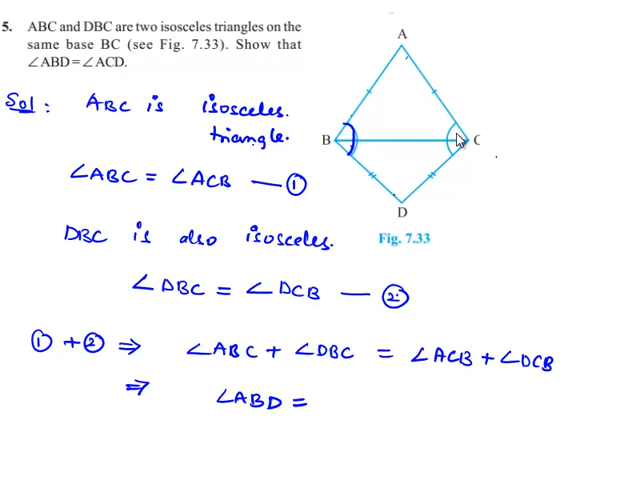 5. ABC and DBC are two isosceles triangles on the
same base BC (see Fig. 7.33). Show that
∠ABD = ∠ACD.
A
B
C
D
Fig. 7.33
Sol: ABC is isosceles.
triangle.
∠ABC = ∠ACB — ①
DBC is also isosceles.
∠DBC = ∠DCB — ②
① + ② ⇒ ∠ABC + ∠DBC = ∠ACB + ∠DCB
⇒ ∠ABD =